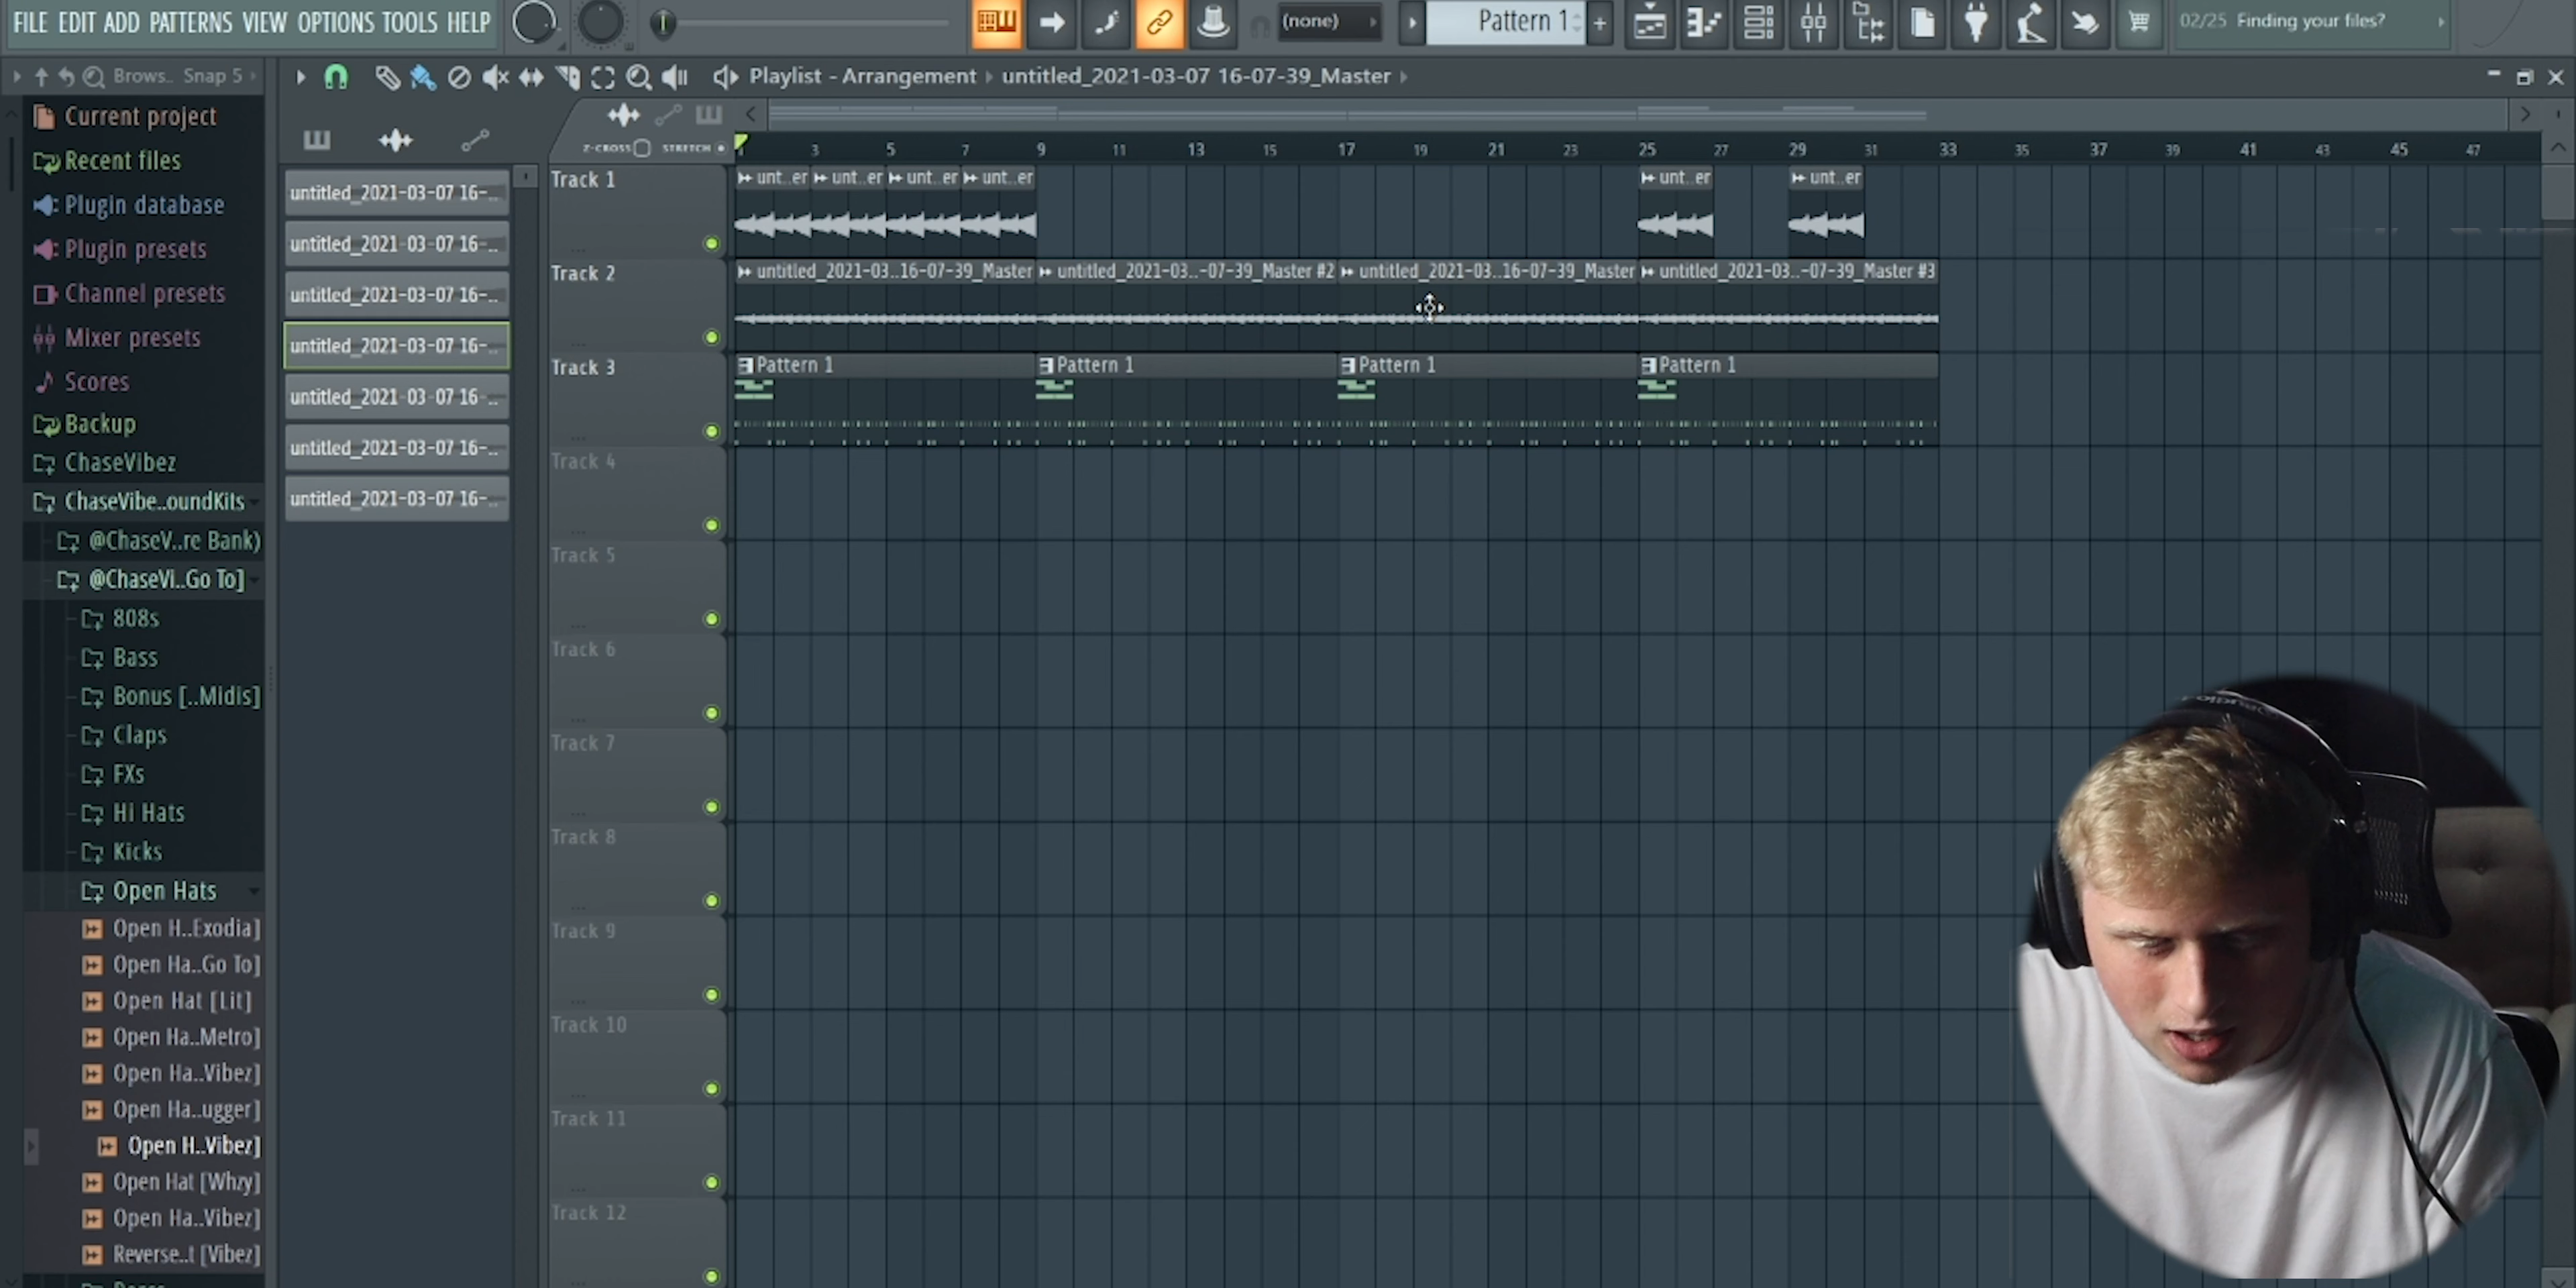 FILE EDIT ADD PATTERNS VIEW OPTIONS TOOLS HELP
(none)
Pattern 1
+
02/25 Finding your files?
Brows.. Snap 5
Playlist - Arrangement untitled_2021-03-07 16-07-39_Master
Current project
Recent files
Plugin database
Plugin presets
Channel presets
Mixer presets
Scores
Backup
ChaseVibez
ChaseVibe..oundKits
@ChaseV..re Bank)
@ChaseVi..Go To]
808s
Bass
Bonus [..Midis]
Claps
FXs
Hi Hats
Kicks
Open Hats
Open H..Exodia]
Open Ha..Go To]
Open Hat [Lit]
Open Ha..Metro]
Open Ha..Vibez]
Open Ha..ugger]
Open H..Vibez]
Open Hat [Whzy]
Open Ha..Vibez]
Reverse..t [Vibez]
untitled_2021-03-07 16-..
untitled_2021-03-07 16-..
untitled_2021-03-07 16-..
untitled_2021-03-07 16-..
untitled_2021-03-07 16-..
untitled_2021-03-07 16-..
untitled_2021-03-07 16-..
Z-CROSS STRETCH
1 3 5 7 9 11 13 15 17 19 21 23 25 27 29 31 33 35 37 39 41 43 45 47
Track 1
unt..er unt..er unt..er unt..er unt..er unt..er
Track 2
untitled_2021-03..16-07-39_Master untitled_2021-03..-07-39_Master #2 untitled_2021-03..16-07-39_Master untitled_2021-03..-07-39_Master #3
Track 3
Pattern 1 Pattern 1 Pattern 1 Pattern 1
Track 4
Track 5
Track 6
Track 7
Track 8
Track 9
Track 10
Track 11
Track 12